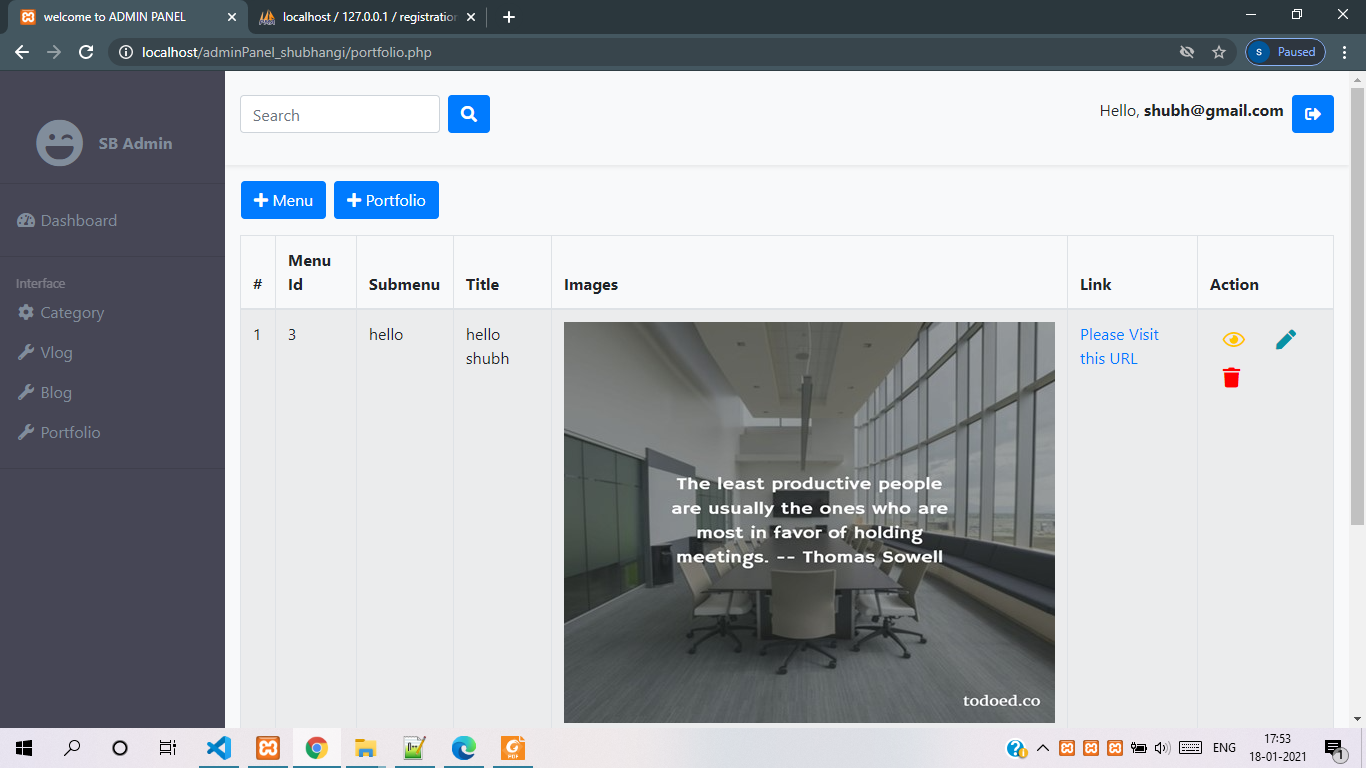 welcome to ADMIN PANEL
localhost / 127.0.0.1 / registration
localhost/adminPanel_shubhangi/portfolio.php
S Paused
SB Admin
Search
Hello, shubh@gmail.com
Dashboard
Menu Portfolio
Interface
Category
Vlog
Blog
Portfolio
# Menu Id Submenu Title Images Link Action
1 3 hello hello shubh Please Visit this URL
The least productive people
are usually the ones who are
most in favor of holding
meetings. -- Thomas Sowell
todoed.co
ENG
17:53
18-01-2021
1